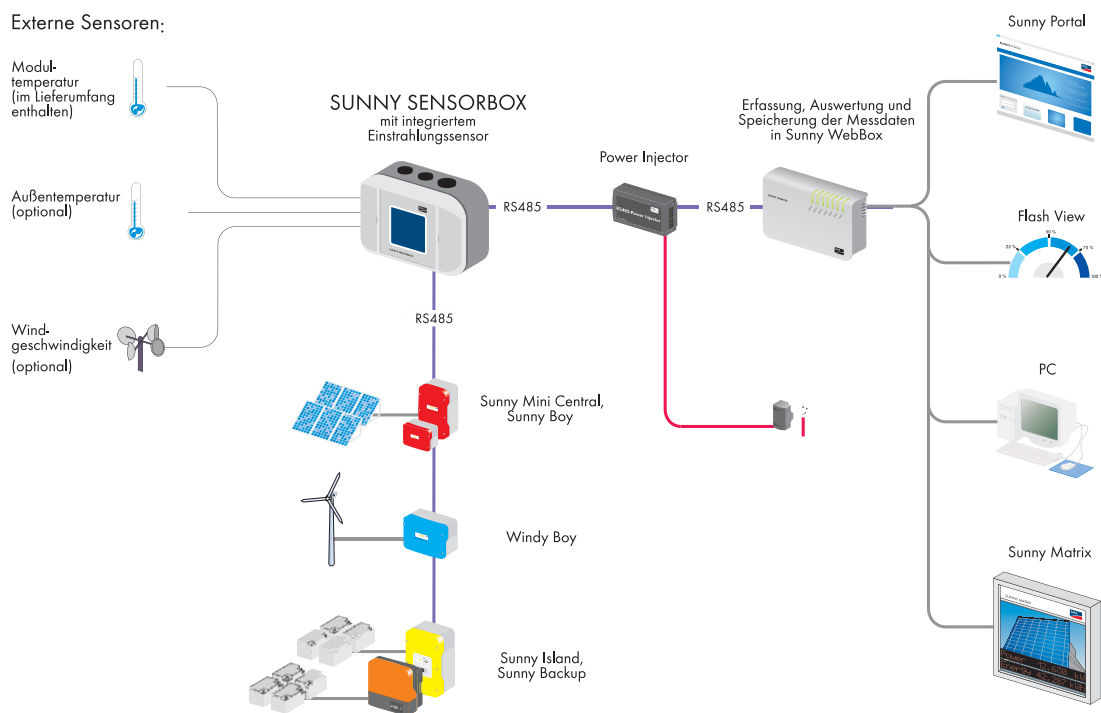 Externe Sensoren:
Modul-
temperatur
(im Lieferumfang
enthalten)
Außentemperatur
(optional)
Wind-
geschwindigkeit
(optional)
SUNNY SENSORBOX
mit integriertem
Einstrahlungssensor
RS485
RS485
Power Injector
RS485-Power Injector
RS485
Erfassung, Auswertung und
Speicherung der Messdaten
in Sunny WebBox
Sunny Mini Central,
Sunny Boy
Windy Boy
Sunny Island,
Sunny Backup
Sunny Portal
Flash View
0 %
25 %
50 %
75 %
100 %
PC
Sunny Matrix
SUNNY MATRIX